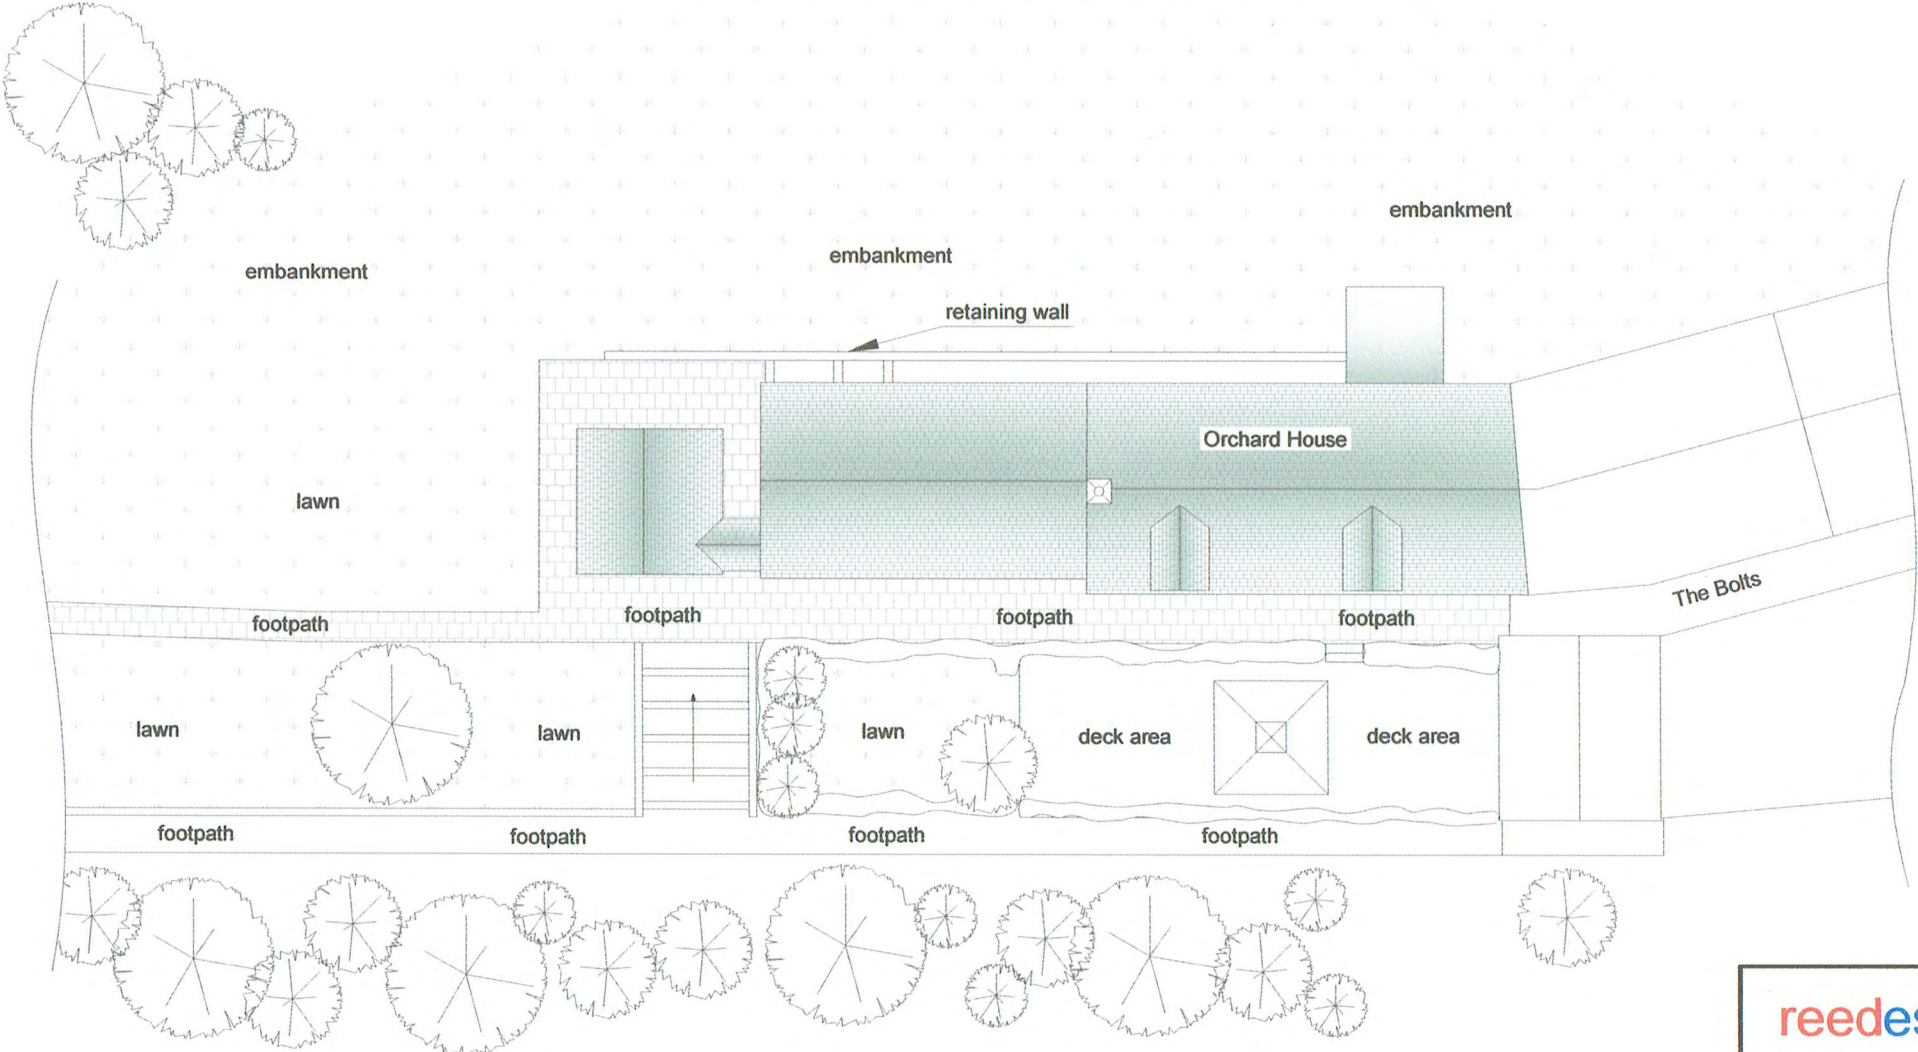 embankment
embankment
embankment
retaining wall
Orchard House
lawn
The Bolts
footpath
footpath
footpath
footpath
lawn
lawn
lawn
deck area
deck area
footpath
footpath
footpath
footpath
reedes